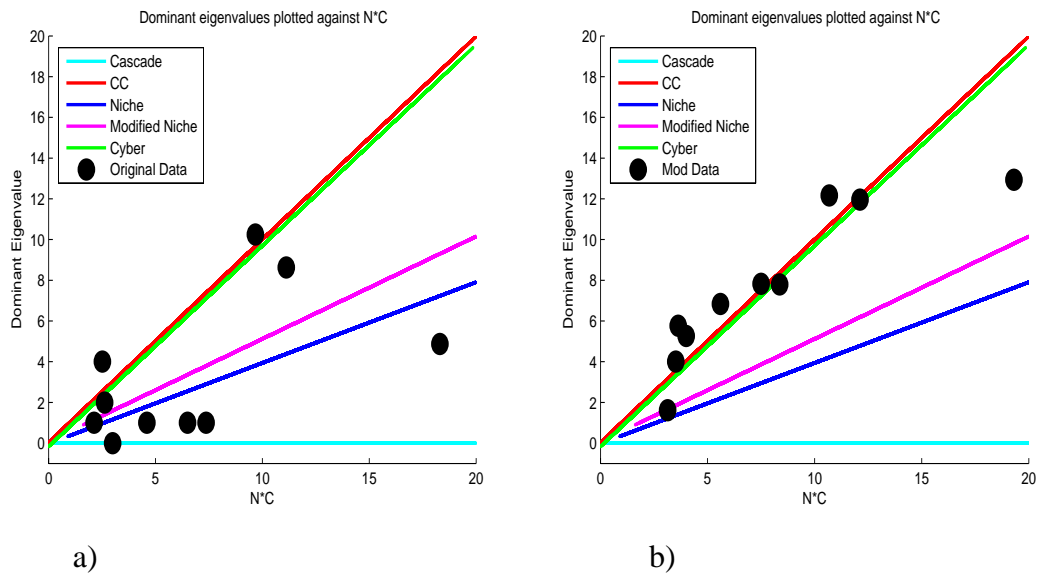 Dominant eigenvalues plotted against N*C
20
18
16
14
12
10
8
6
4
2
0
Dominant Eigenvalue
Cascade
CC
Niche
Modified Niche
Cyber
Original Data
0 5 10 15 20
N*C
a)
Dominant eigenvalues plotted against N*C
20
18
16
14
12
10
8
6
4
2
0
Dominant Eigenvalue
Cascade
CC
Niche
Modified Niche
Cyber
Mod Data
0 5 10 15 20
N*C
b)